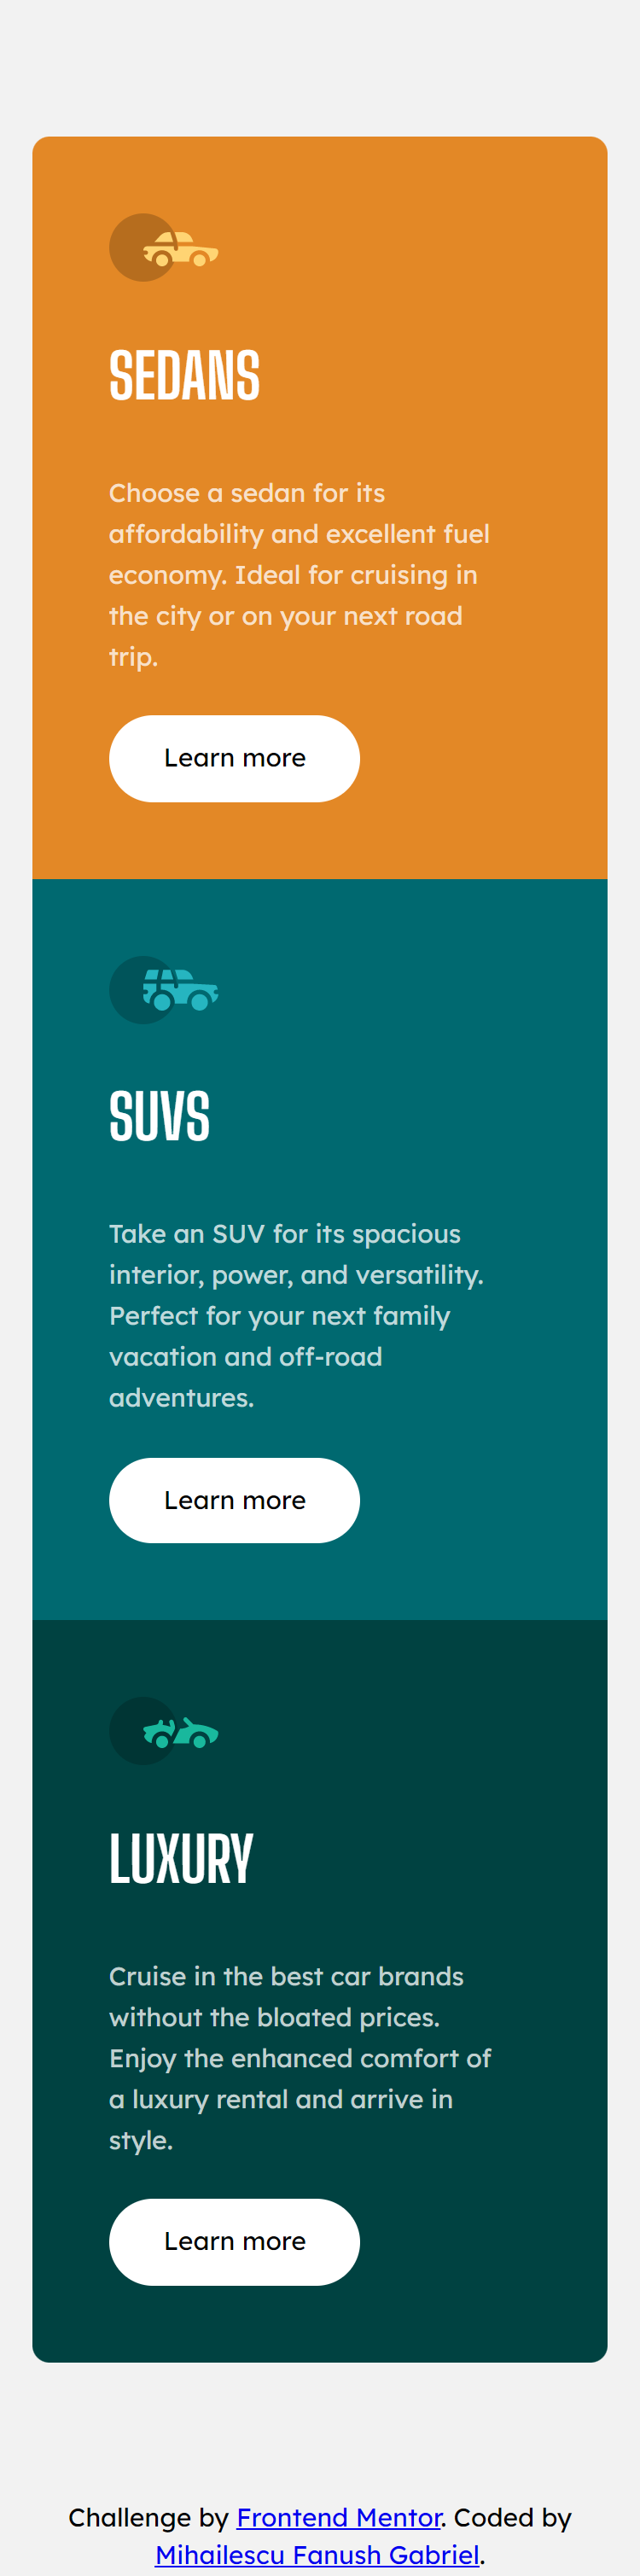 SEDANS
Choose a sedan for its
affordability and excellent fuel
economy. Ideal for cruising in
the city or on your next road
trip.
Learn more
SUVS
Take an SUV for its spacious
interior, power, and versatility.
Perfect for your next family
vacation and off-road
adventures.
Learn more
LUXURY
Cruise in the best car brands
without the bloated prices.
Enjoy the enhanced comfort of
a luxury rental and arrive in
style.
Learn more
Challenge by Frontend Mentor. Coded by
Mihailescu Fanush Gabriel.